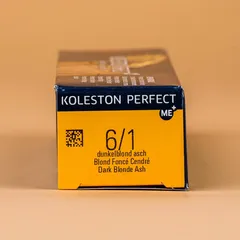 KOLESTON PERFECT
ME+
6/1
dunkelblond asch
Blond Foncé Cendré
Dark Blonde Ash